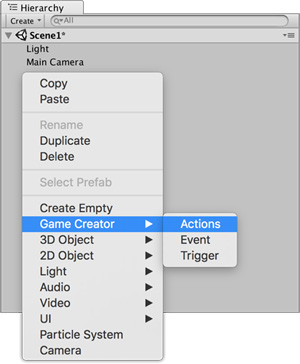 Hierarchy
Create All
Scene1*
Light
Main Camera
Copy
Paste
Rename
Duplicate
Delete
Select Prefab
Create Empty
Game Creator Actions
3D Object Event
2D Object Trigger
Light
Audio
Video
UI
Particle System
Camera